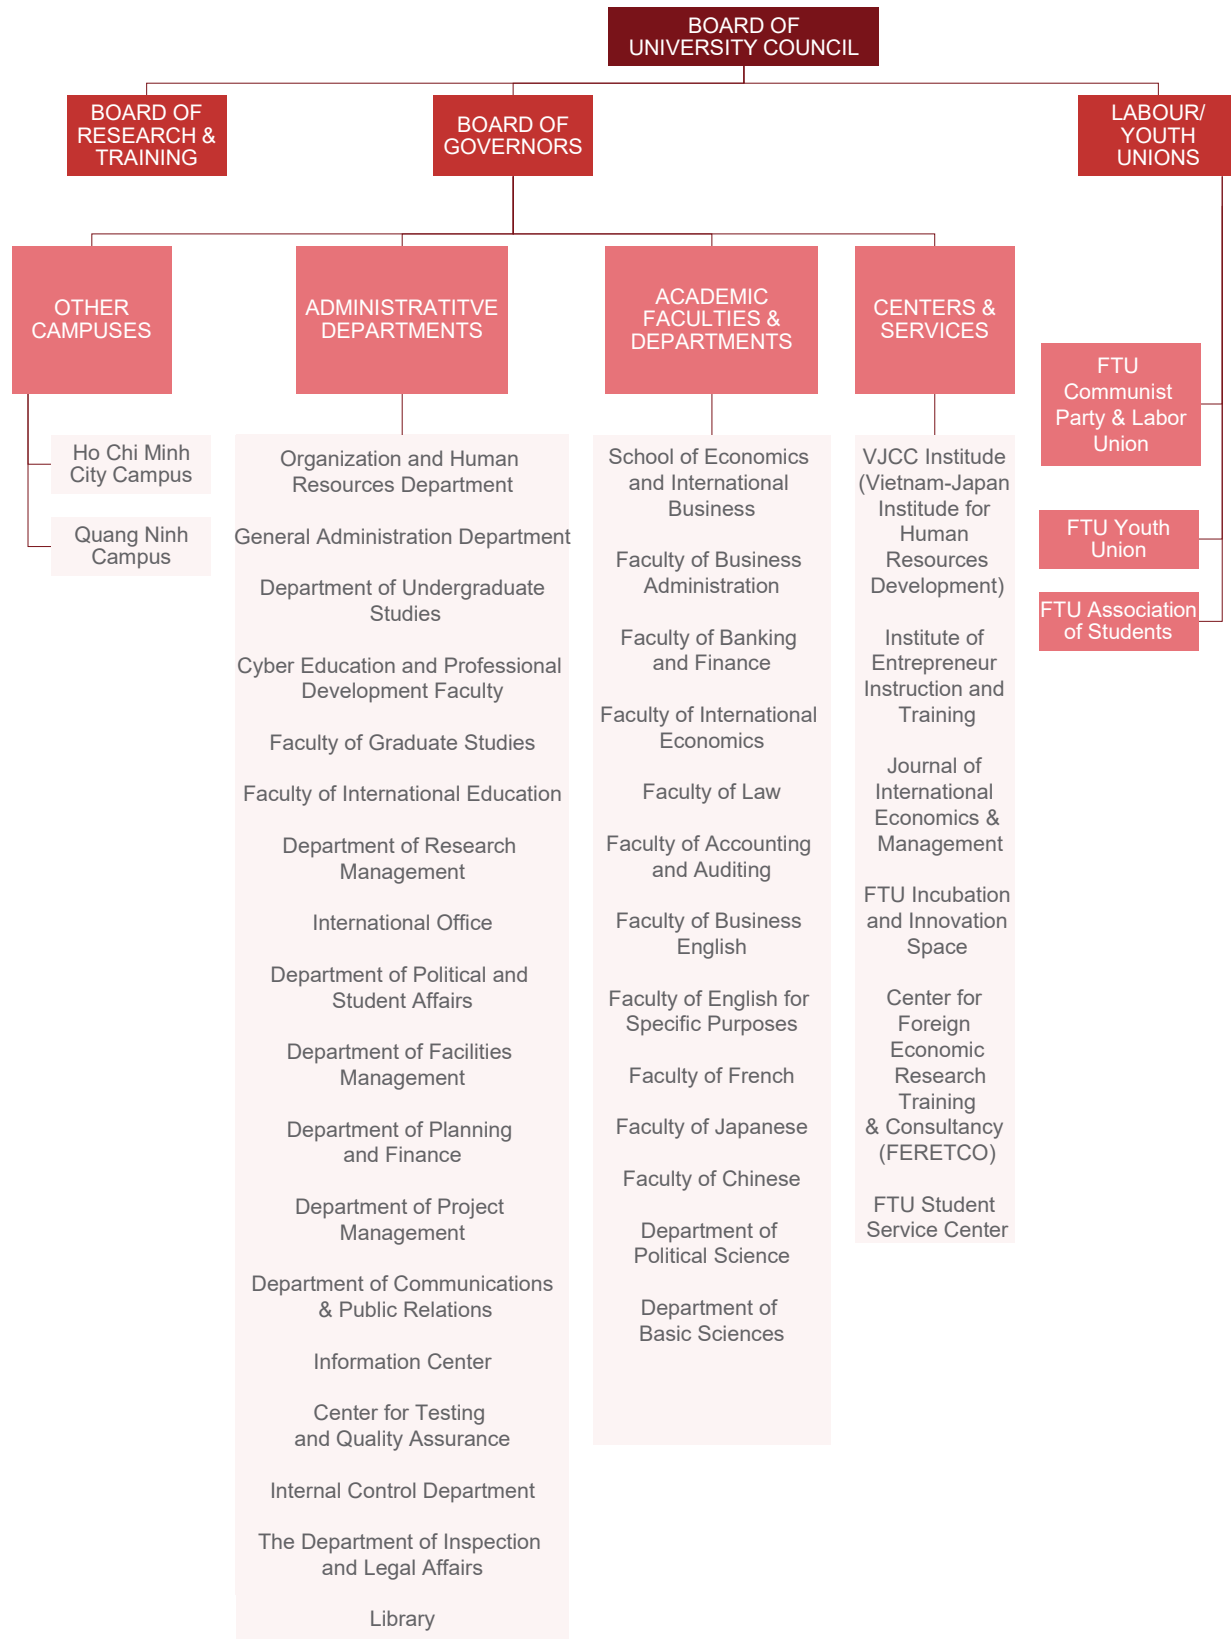 BOARD OF
UNIVERSITY COUNCIL
BOARD OF
RESEARCH &
TRAINING
BOARD OF
GOVERNORS
LABOUR/
YOUTH
UNIONS
OTHER
CAMPUSES
ADMINISTRATITVE
DEPARTMENTS
ACADEMIC
FACULTIES &
DEPARTMENTS
CENTERS &
SERVICES
Ho Chi Minh
City Campus
Quang Ninh
Campus
Organization and Human
Resources Department
General Administration Department
Department of Undergraduate
Studies
Cyber Education and Professional
Development Faculty
Faculty of Graduate Studies
Faculty of International Education
Department of Research
Management
International Office
Department of Political and
Student Affairs
Department of Facilities
Management
Department of Planning
and Finance
Department of Project
Management
Department of Communications
& Public Relations
Information Center
Center for Testing
and Quality Assurance
Internal Control Department
The Department of Inspection
and Legal Affairs
Library
School of Economics
and International
Business
Faculty of Business
Administration
Faculty of Banking
and Finance
Faculty of International
Economics
Faculty of Law
Faculty of Accounting
and Auditing
Faculty of Business
English
Faculty of English for
Specific Purposes
Faculty of French
Faculty of Japanese
Faculty of Chinese
Department of
Political Science
Department of
Basic Sciences
VJCC Institude
(Vietnam-Japan
Institude for
Human
Resources
Development)
Institude of
Entrepreneur
Instruction and
Training
Journal of
International
Economics &
Management
FTU Incubation
and Innovation
Space
Center for
Foreign
Economic
Research
Training
& Consultancy
(FERETCO)
FTU Student
Service Center
FTU
Communist
Party & Labor
Union
FTU Youth
Union
FTU Association
of Students